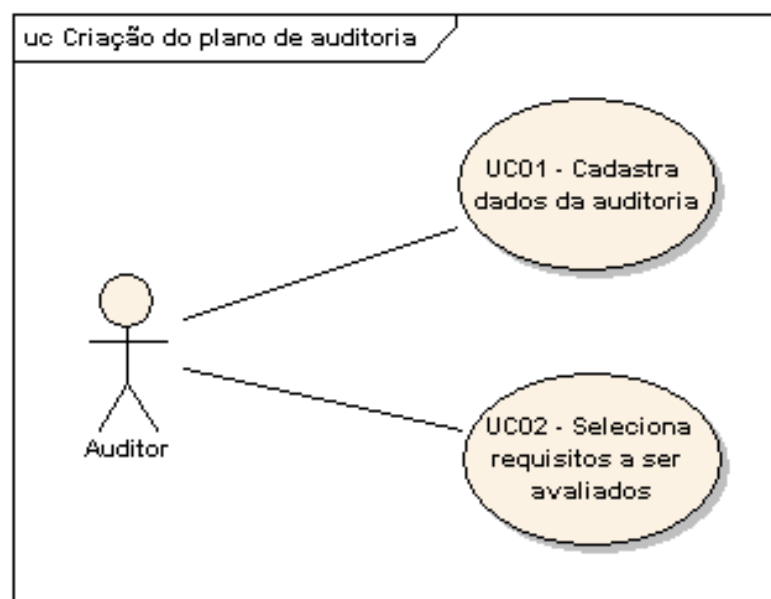 uc Criação do plano de auditoria
UC01 - Cadastra
dados da auditoria
Auditor
UC02 - Seleciona
requisitos a ser
avaliados